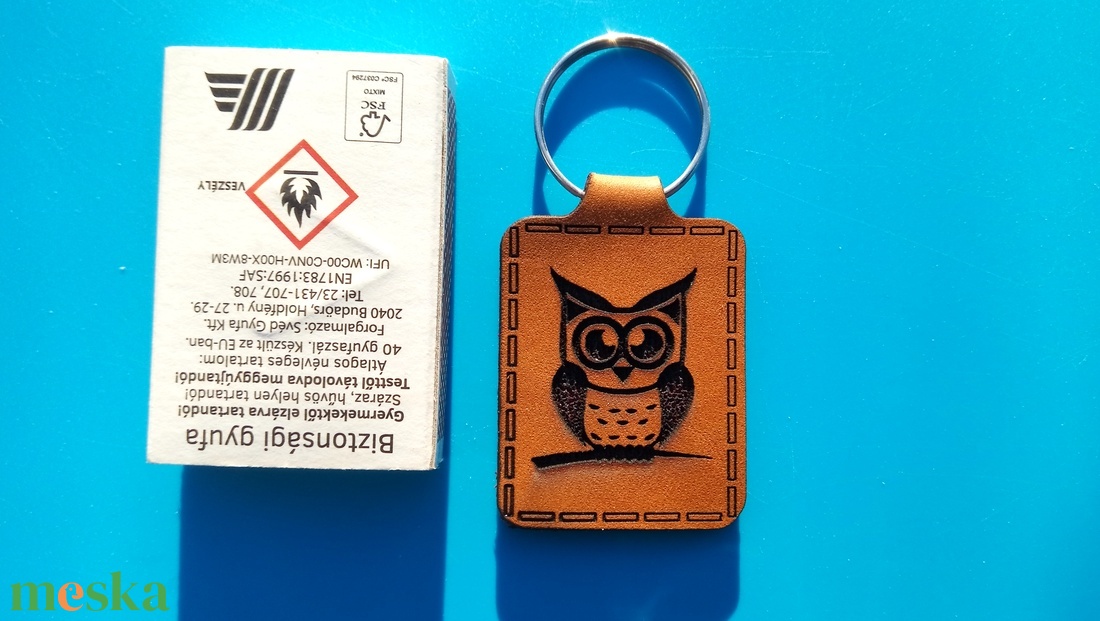 Biztonsági gyufa
Gyermekektől elzárva tartandó!
Száraz, hűvös helyen tartandó!
Testtől távolodva meggyújtandó!
Átlagos névleges tartalom:
40 gyufaszál. Készült az EU-ban.
Forgalmazó: Svéd Gyufa Kft.
2040 Budaörs, Holdfény u. 27-29.
Tel: 23/431-707, 708.
EN1783:1997:SAF
UFI: WC00-C0NV-H00X-8W3M
VESZÉLY
FSC
MIXTO
FSC® C037294
meska